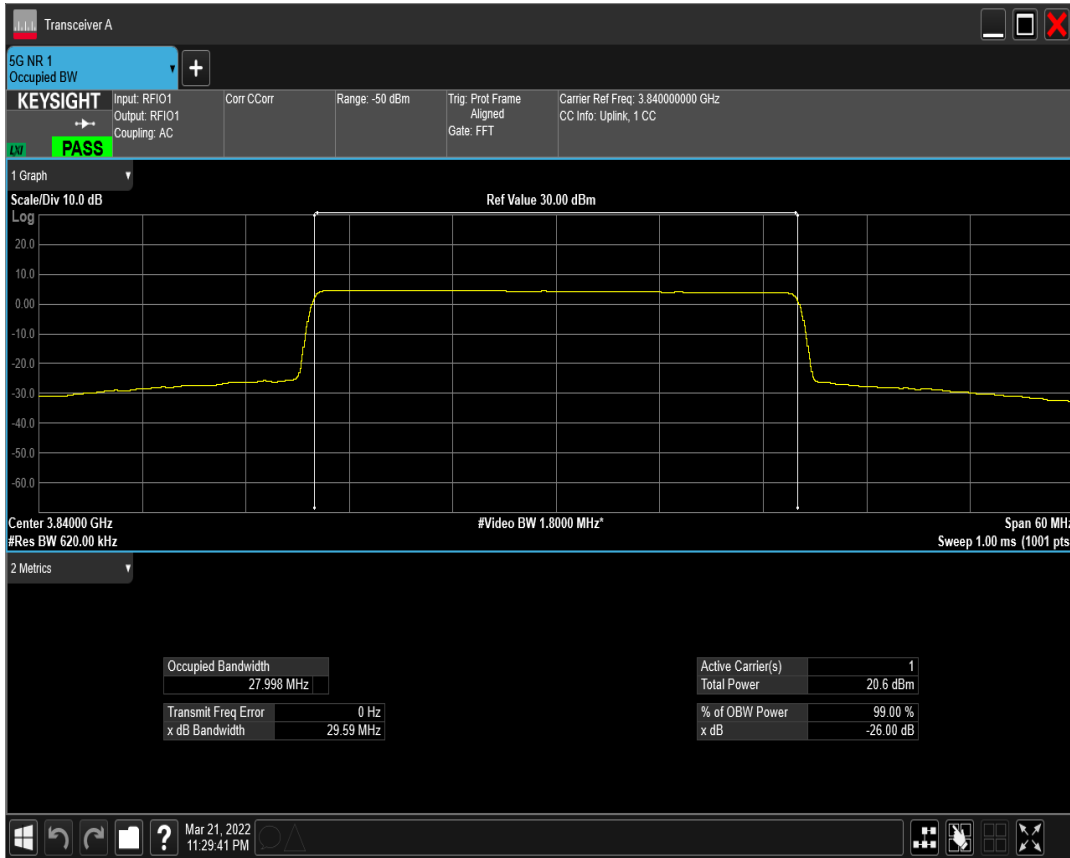 Transceiver A
5G NR 1
Occupied BW
KEYSIGHT
LXI
PASS
Input: RFIO1
Output: RFIO1
Coupling: AC
Corr CCorr
Range: -50 dBm
Trig: Prot Frame
Aligned
Gate: FFT
Carrier Ref Freq: 3.840000000 GHz
CC Info: Uplink, 1 CC
1 Graph
Scale/Div 10.0 dB
Ref Value 30.00 dBm
Log
20.0
10.0
0.00
-10.0
-20.0
-30.0
-40.0
-50.0
-60.0
Center 3.84000 GHz
#Video BW 1.8000 MHz*
Span 60 MHz
#Res BW 620.00 kHz
Sweep 1.00 ms (1001 pts
2 Metrics
Occupied Bandwidth
27.998 MHz
Transmit Freq Error 0 Hz
x dB Bandwidth 29.59 MHz
Active Carrier(s) 1
Total Power 20.6 dBm
% of OBW Power 99.00 %
x dB -26.00 dB
?
Mar 21, 2022
11:29:41 PM